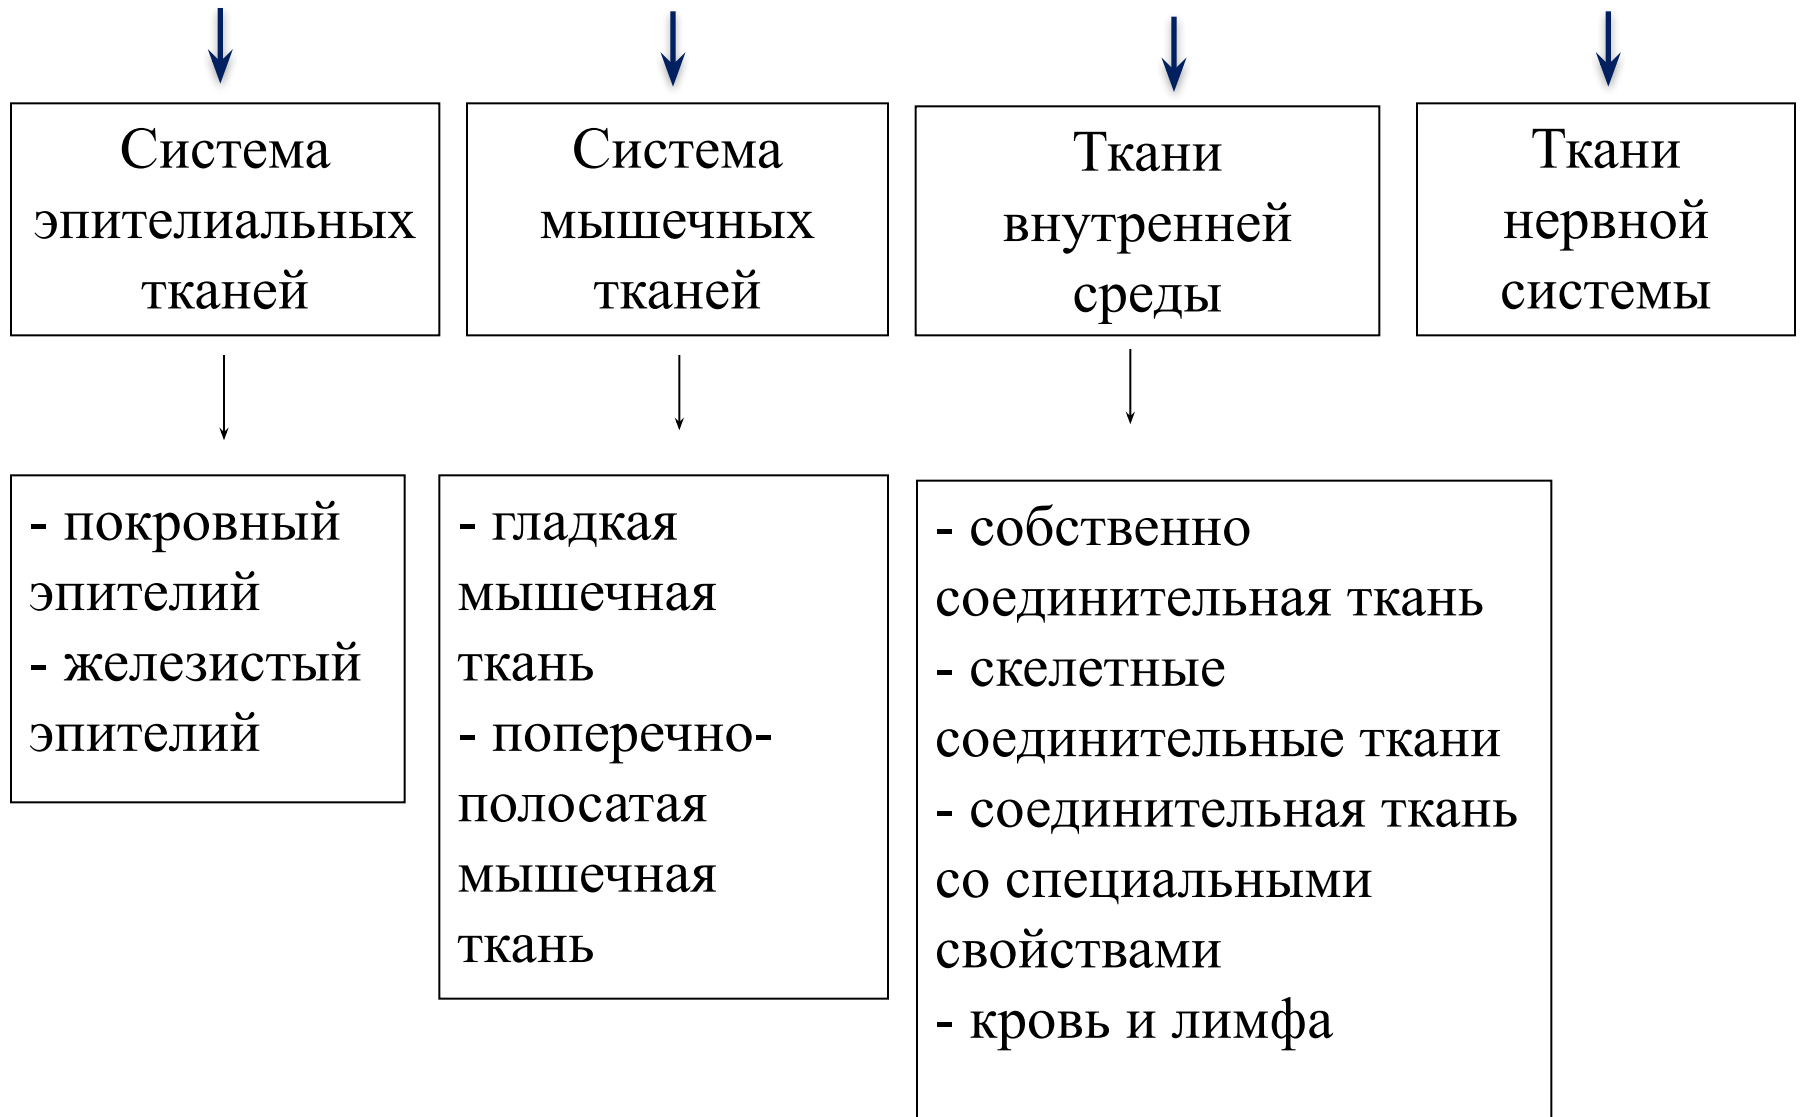 Система
эпителиальных
тканей
Система
мышечных
тканей
Ткани
внутренней
среды
Ткани
нервной
системы
- покровный
эпителий
- железистый
эпителий
- гладкая
мышечная
ткань
- поперечно-
полосатая
мышечная
ткань
- собственно
соединительная ткань
- скелетные
соединительные ткани
- соединительная ткань
со специальными
свойствами
- кровь и лимфа